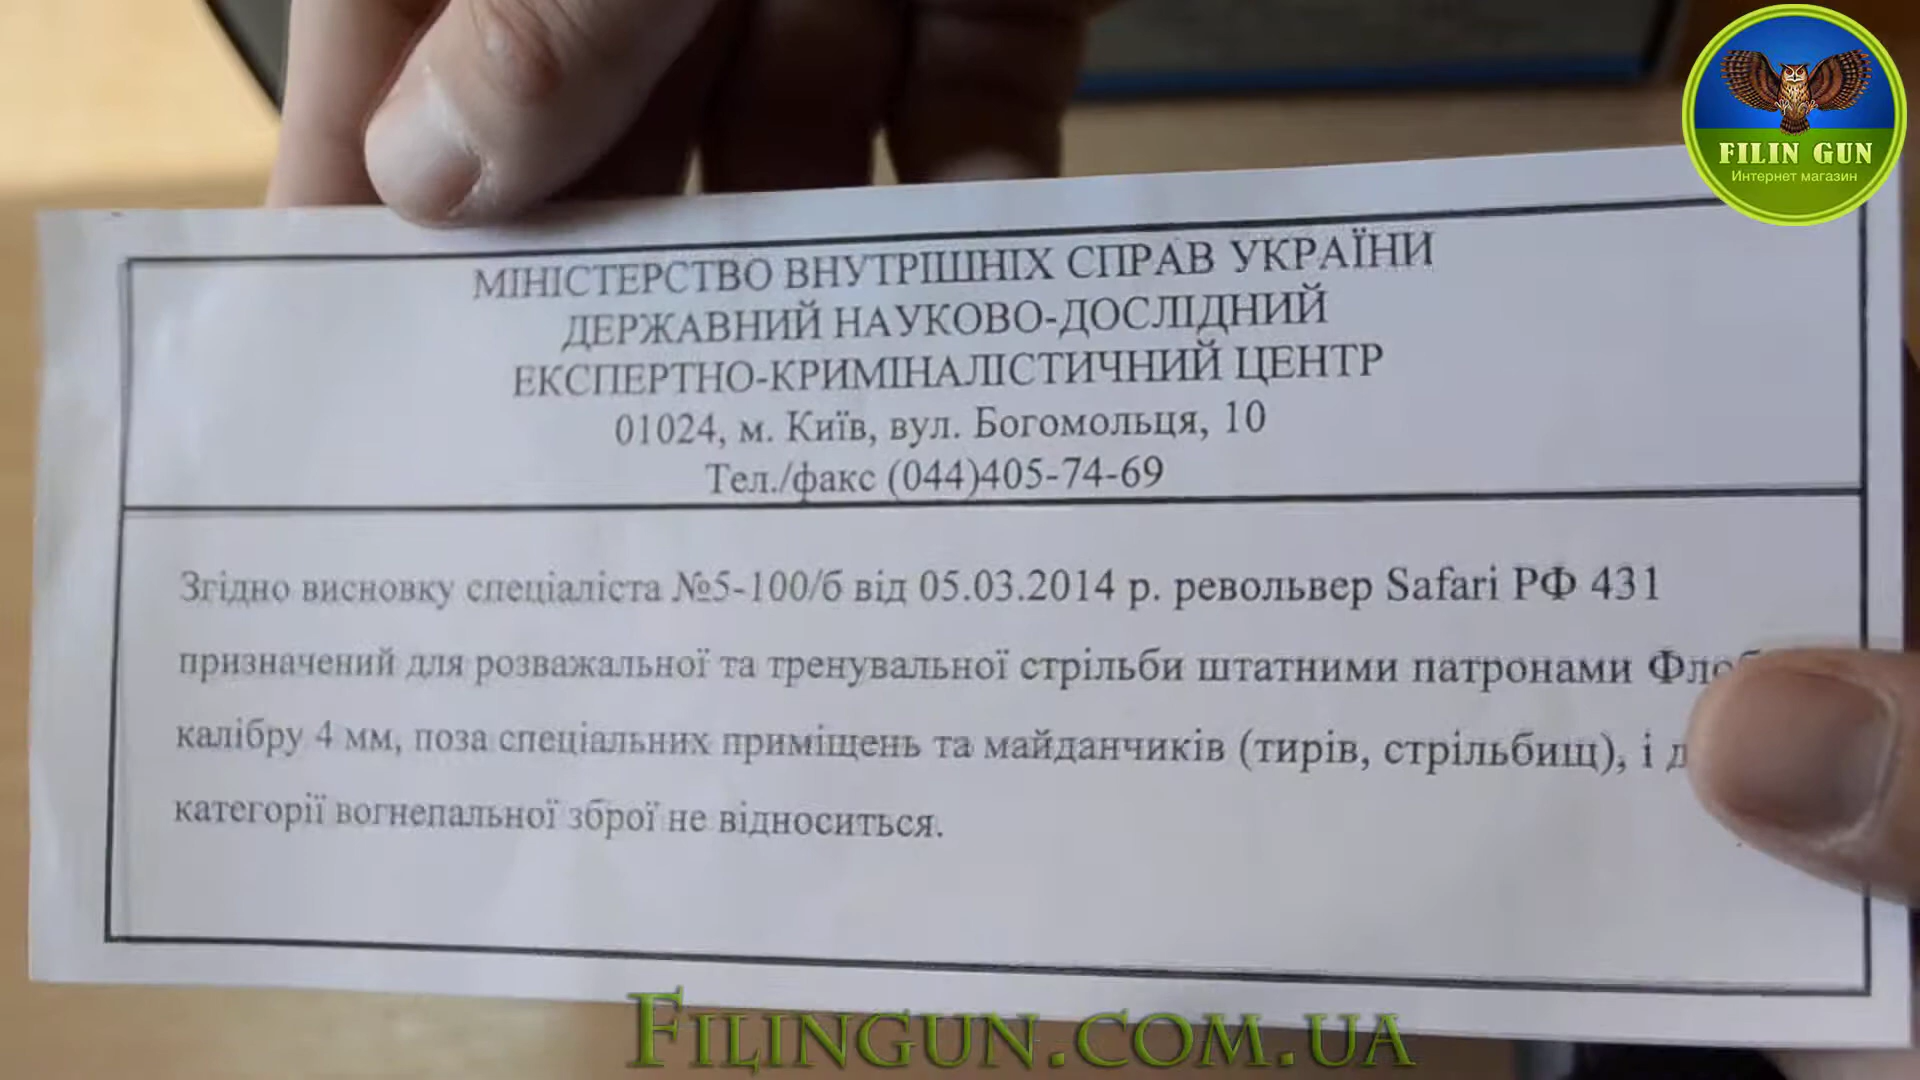 FILIN GUN
Интернет магазин
МІНІСТЕРСТВО ВНУТРІШНІХ СПРАВ УКРАЇНИ
ДЕРЖАВНИЙ НАУКОВО-ДОСЛІДНИЙ
ЕКСПЕРТНО-КРИМІНАЛІСТИЧНИЙ ЦЕНТР
01024, м. Київ, вул. Богомольця, 10
Тел./факс (044)405-74-69
Згідно висновку спеціаліста №5-100/б від 05.03.2014 р. револьвер Safari РФ 431
призначений для розважальної та тренувальної стрільби штатними патронами
калібру 4 мм, поза спеціальних приміщень та майданчиків (тирів, стрільбищ), і
категорії вогнепальної зброї не відноситься.
FILINGUN.COM.UA